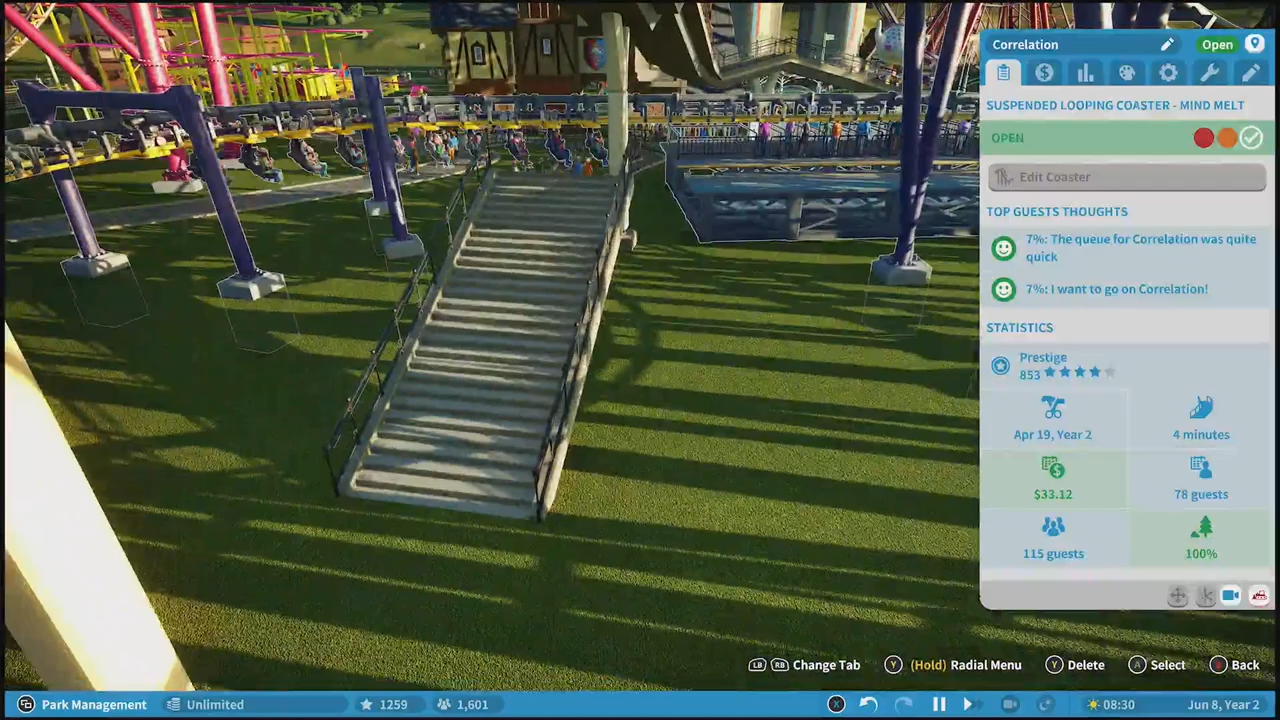 Correlation
Open
SUSPENDED LOOPING COASTER - MIND MELT
OPEN
Edit Coaster
TOP GUESTS THOUGHTS
7%: The queue for Correlation was quite
quick
7%: I want to go on Correlation!
STATISTICS
Prestige
853
Apr 19, Year 2
4 minutes
$33.12
78 guests
115 guests
100%
LB RB Change Tab
Y (Hold) Radial Menu
Y Delete
A Select
B Back
Park Management
Unlimited
1259
1,601
X
08:30
Jun 8, Year 2